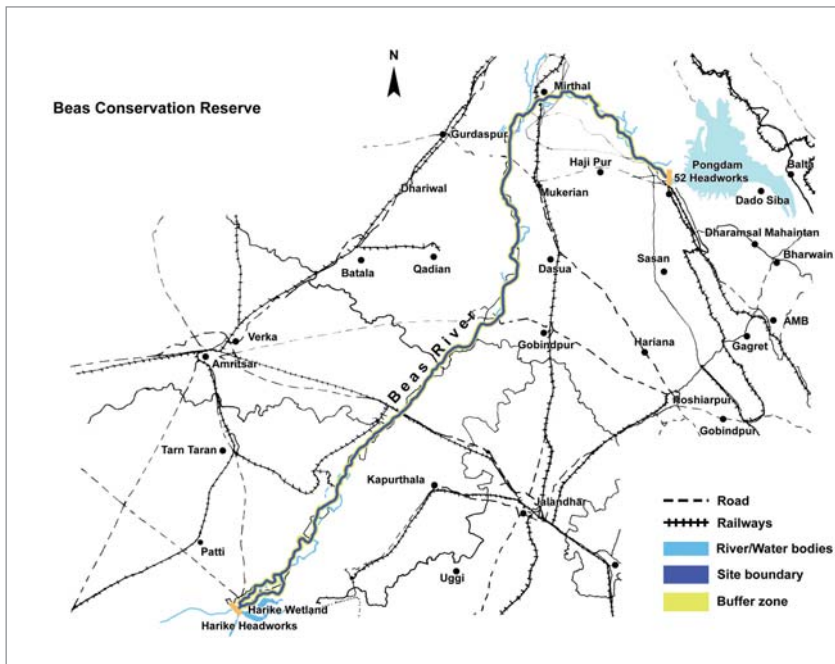 N
Beas Conservation Reserve
Mirthal
Gurdaspur
Pongdam
Haji Pur
52 Headworks
Balta
Dhariwal
Mukerian
Dado Siba
Dharamsal Mahaintan
Batala
Qadian
Dasua
Sasan
Bharwain
Beas River
AMB
Verka
Gobindpur
Gagret
Amritsar
Hariana
Hoshiarpur
Gobindpur
Tarn Taran
Kapurthala
Jalandhar
Road
Railways
Patti
River/Water bodies
Uggi
Site boundary
Buffer zone
Harike Wetland
Harike Headworks